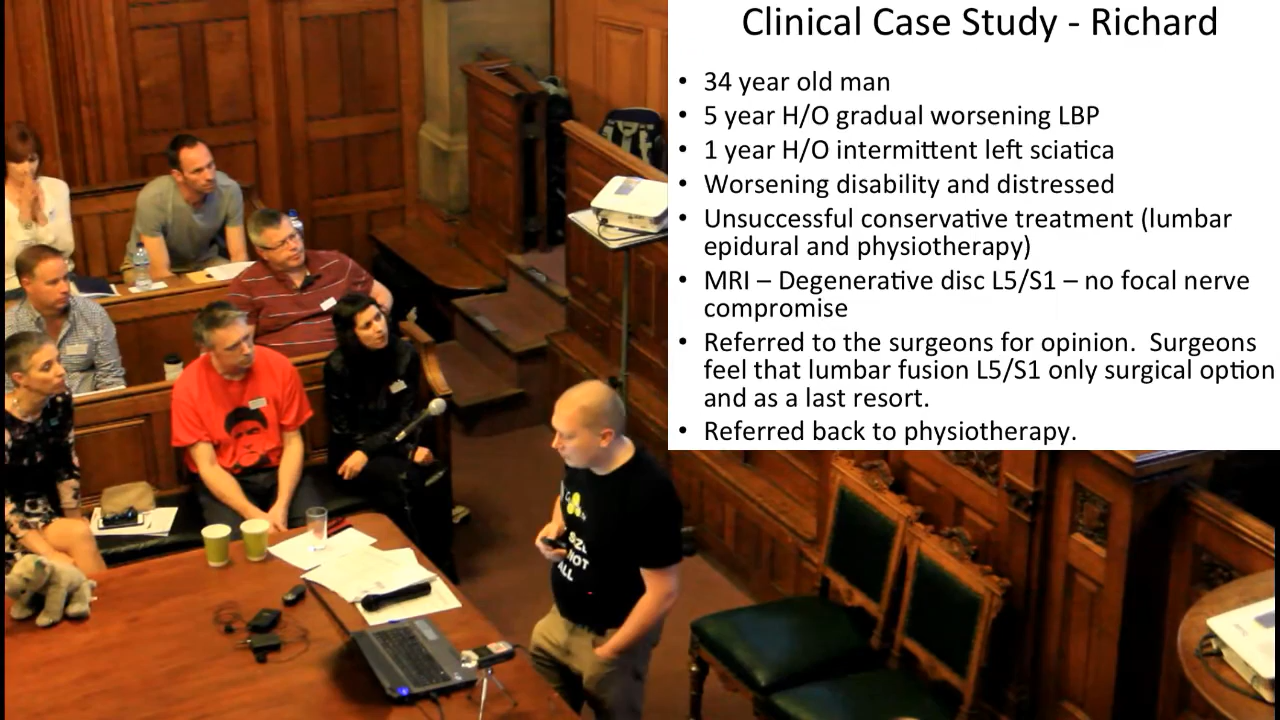 Clinical Case Study - Richard
• 34 year old man
• 5 year H/O gradual worsening LBP
• 1 year H/O intermittent left sciatica
• Worsening disability and distressed
• Unsuccessful conservative treatment (lumbar
epidural and physiotherapy)
• MRI – Degenerative disc L5/S1 – no focal nerve
compromise
• Referred to the surgeons for opinion.  Surgeons
feel that lumbar fusion L5/S1 only surgical option
and as a last resort.
• Referred back to physiotherapy.
NOT
ALL